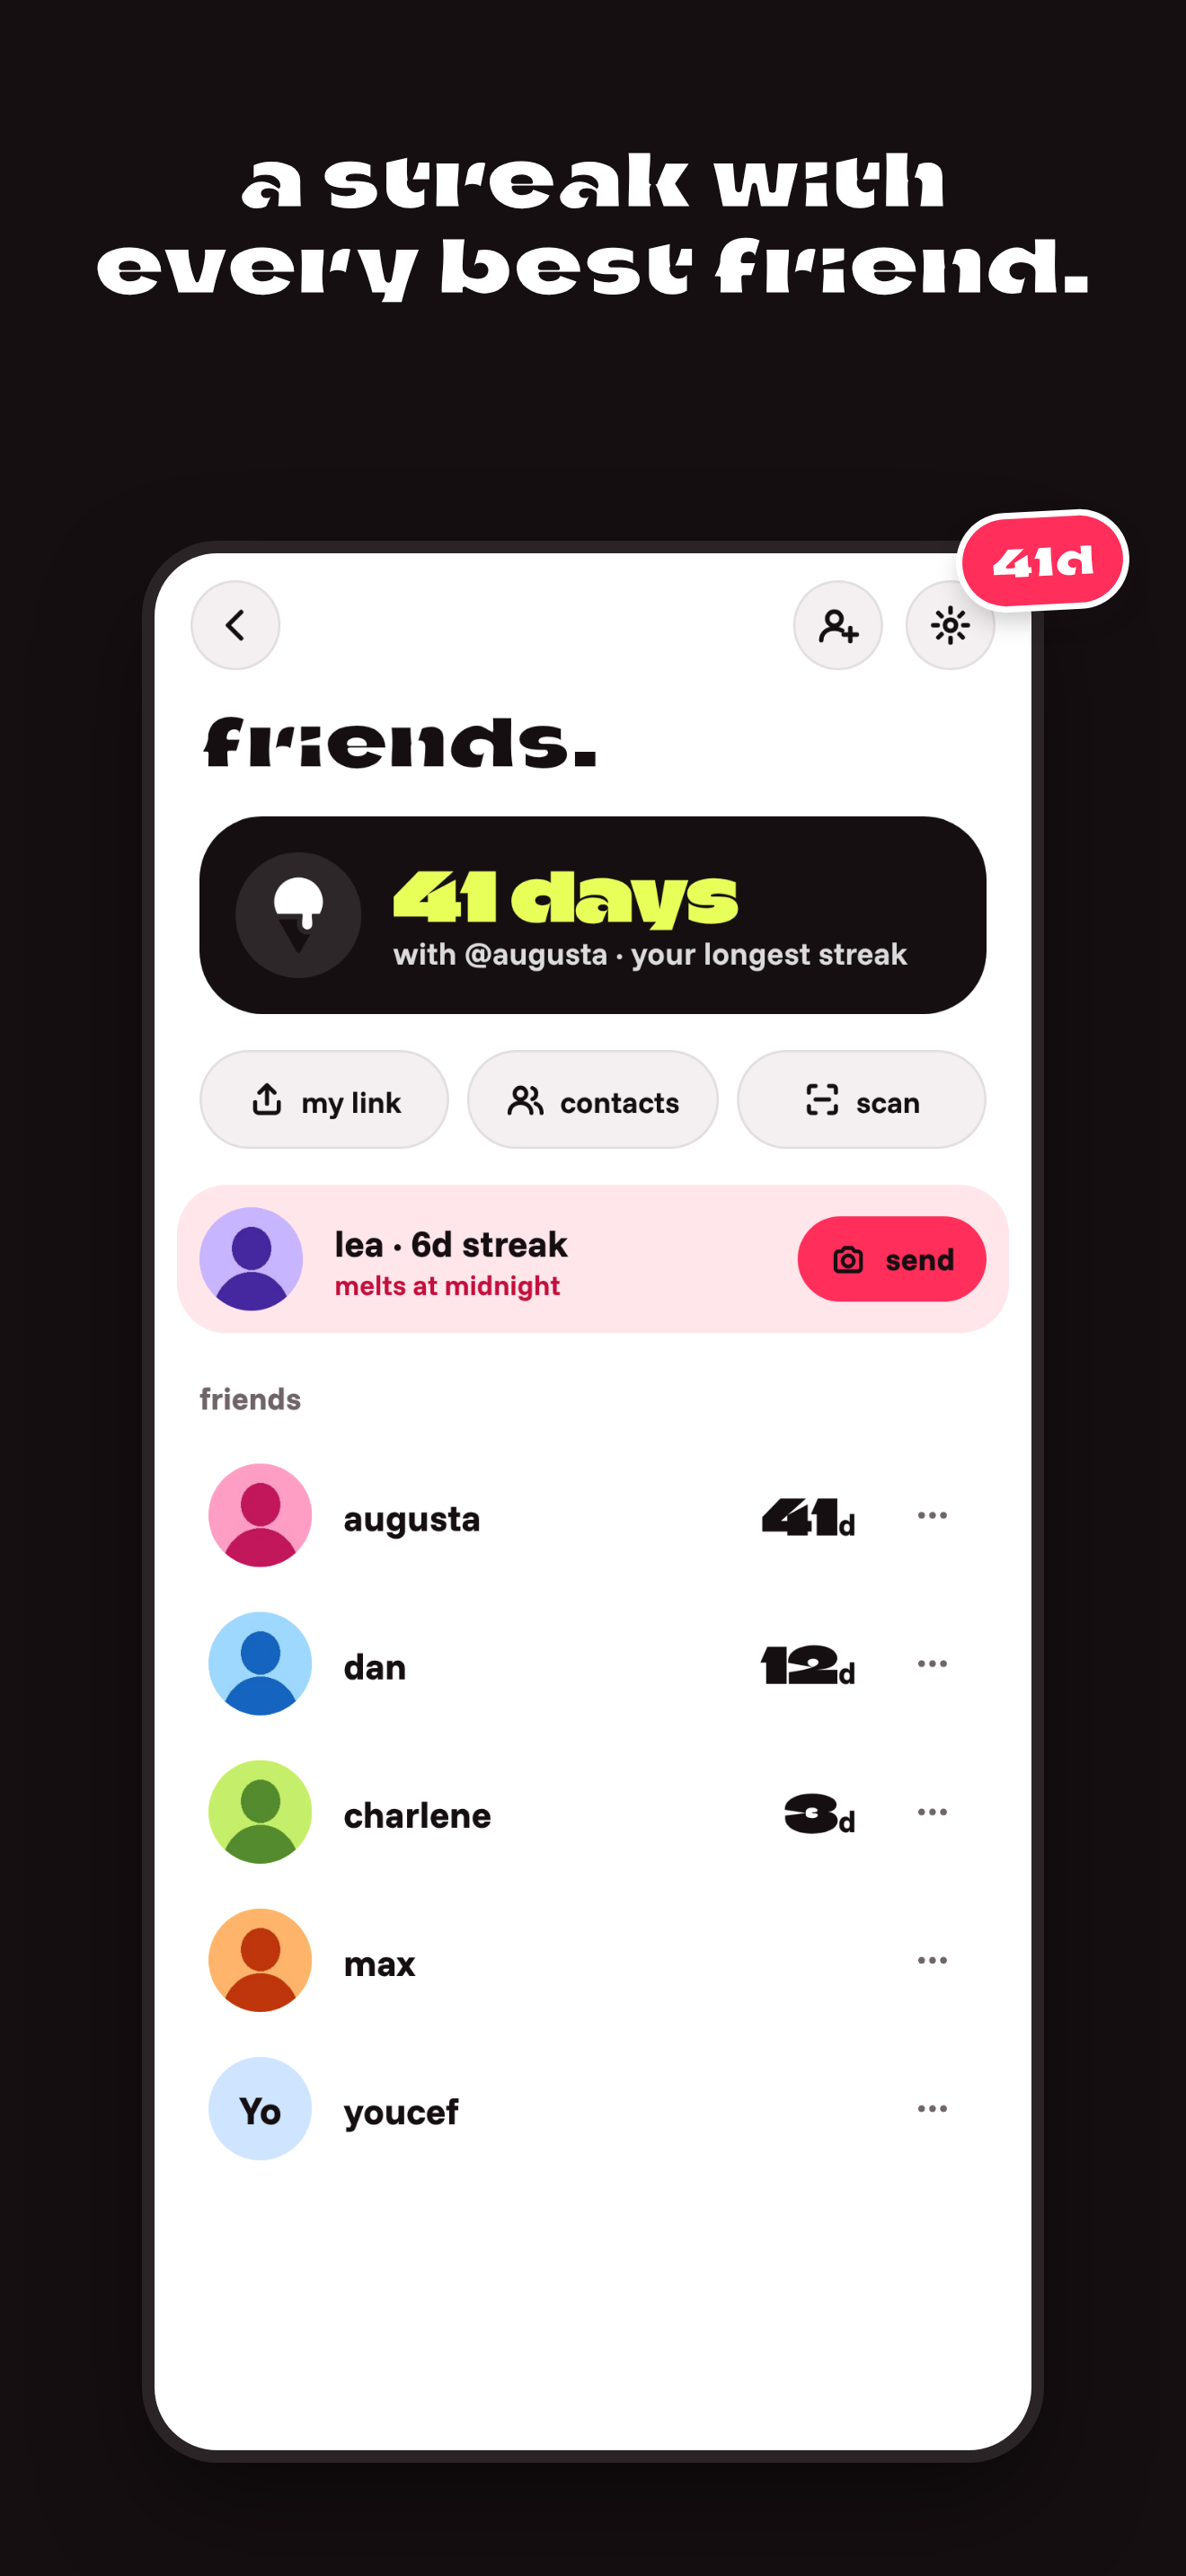 a streak with
every best friend.
41d
friends.
41 days
with @augusta · your longest streak
my link
contacts
scan
lea · 6d streak
melts at midnight
send
friends
augusta
41d
dan
12d
charlene
3d
max
Yo
youcef